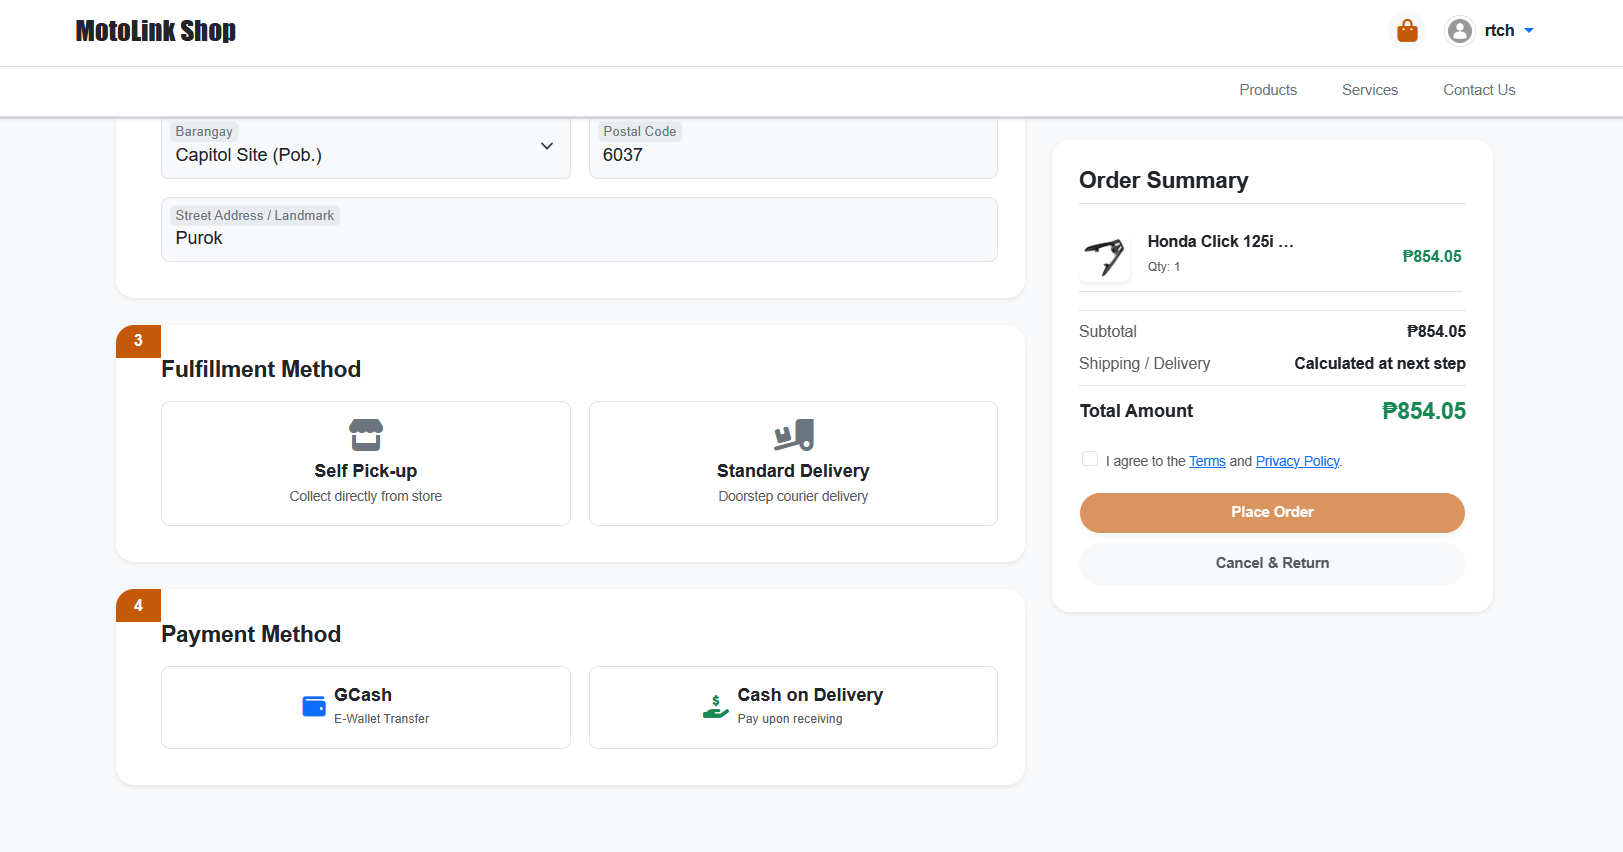 MotoLink Shop
rtch
Products
Services
Contact Us
Barangay
Capitol Site (Pob.)
Postal Code
6037
Street Address / Landmark
Purok
3
Fulfillment Method
Self Pick-up
Collect directly from store
Standard Delivery
Doorstep courier delivery
4
Payment Method
GCash
E-Wallet Transfer
$
Cash on Delivery
Pay upon receiving
Order Summary
Honda Click 125i ...
Qty: 1
₱854.05
Subtotal ₱854.05
Shipping / Delivery Calculated at next step
Total Amount ₱854.05
I agree to the Terms and Privacy Policy.
Place Order
Cancel & Return